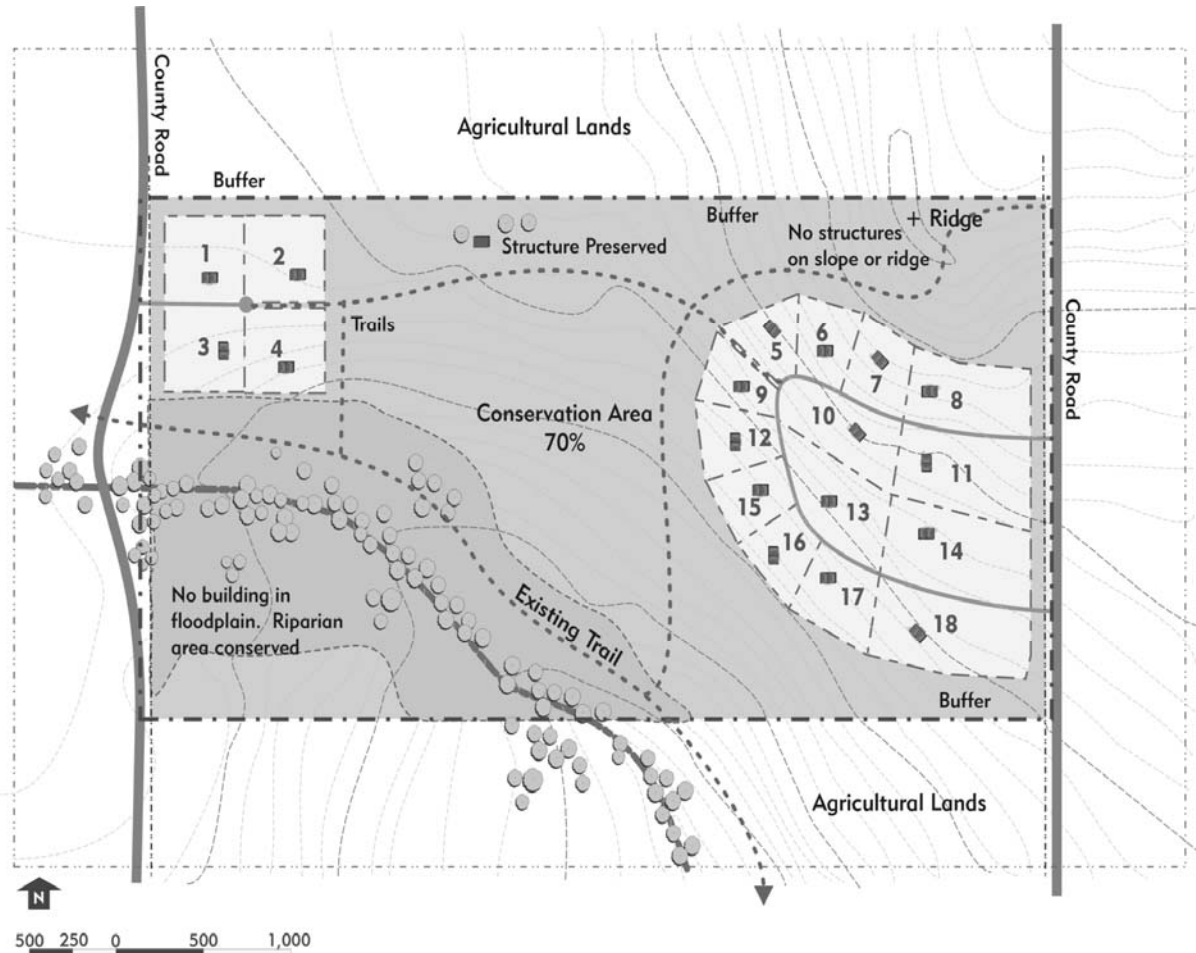 County Road
Agricultural Lands
Buffer
Buffer
+ Ridge
No structures
on slope or ridge
Structure Preserved
1
2
3
4
Trails
County Road
5
6
7
8
9
10
11
12
13
14
15
16
17
18
Conservation Area
70%
Existing Trail
No building in
floodplain. Riparian
area conserved
Buffer
Agricultural Lands
N
500 250 0 500 1,000